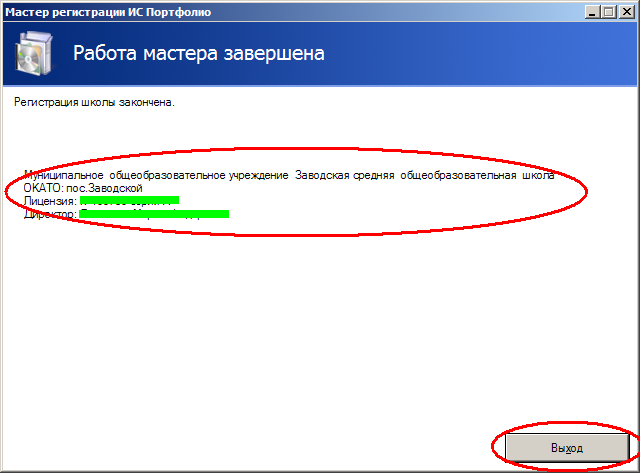 Мастер регистрации ИС Портфолио
Работа мастера завершена
Регистрация школы закончена.
Муниципальное общеобразовательное учреждение Заводская средняя общеобразовательная школа
ОКАТО: пос.Заводской
Лицензия:
Директор:
Выход